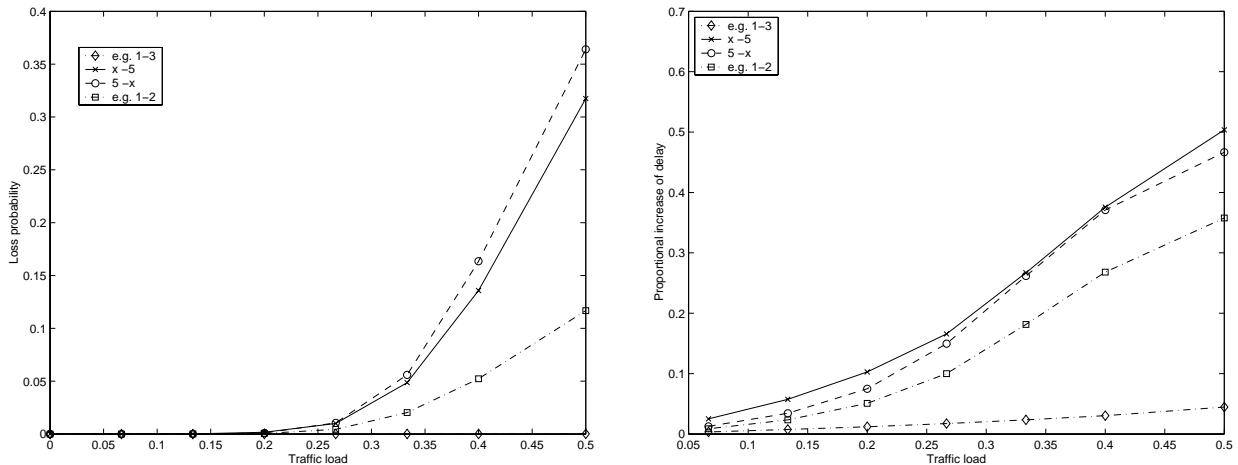 0.4
0.35
0.3
0.25
0.2
0.15
0.1
0.05
0
Loss probability
e.g. 1-3
x -5
5 -x
e.g. 1-2
0 0.05 0.1 0.15 0.2 0.25 0.3 0.35 0.4 0.45 0.5
Traffic load
0.7
0.6
0.5
0.4
0.3
0.2
0.1
0
Proportional increase of delay
e.g. 1-3
x -5
5 -x
e.g. 1-2
0.05 0.1 0.15 0.2 0.25 0.3 0.35 0.4 0.45 0.5
Traffic load